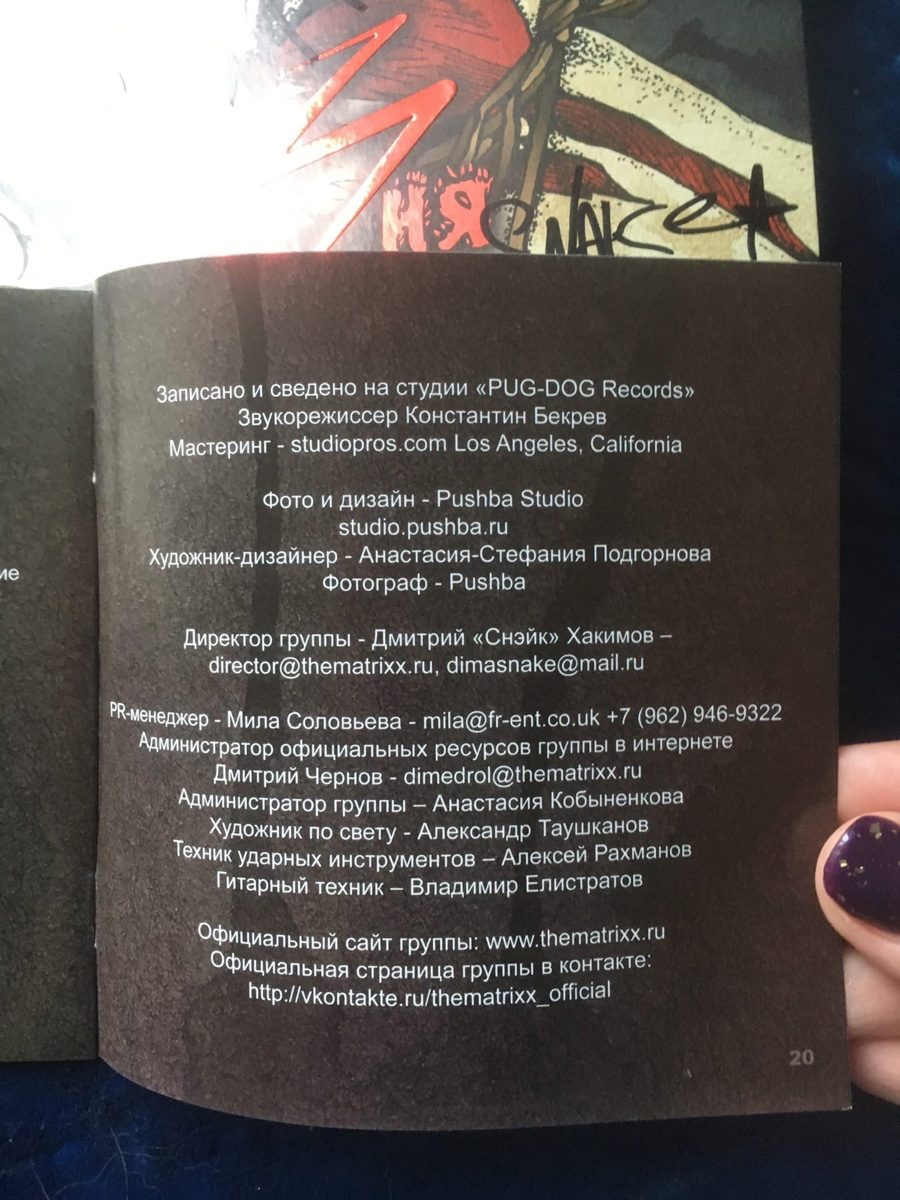 НЯ
SNAKE
Записано и сведено на студии «PUG-DOG Records»
Звукорежиссер Константин Бекрев
Мастеринг - studiopros.com Los Angeles, California
Фото и дизайн - Pushba Studio
studio.pushba.ru
Художник-дизайнер - Анастасия-Стефания Подгорнова
Фотограф - Pushba
Директор группы - Дмитрий «Снэйк» Хакимов –
director@thematrixx.ru, dimasnake@mail.ru
PR-менеджер - Мила Соловьева - mila@fr-ent.co.uk +7 (962) 946-9322
Администратор официальных ресурсов группы в интернете
Дмитрий Чернов - dimedrol@thematrixx.ru
Администратор группы – Анастасия Кобыненкова
Художник по свету - Александр Таушканов
Техник ударных инструментов – Алексей Рахманов
Гитарный техник – Владимир Елистратов
Официальный сайт группы: www.thematrixx.ru
Официальная страница группы в контакте:
http://vkontakte.ru/thematrixx_official
20
ие